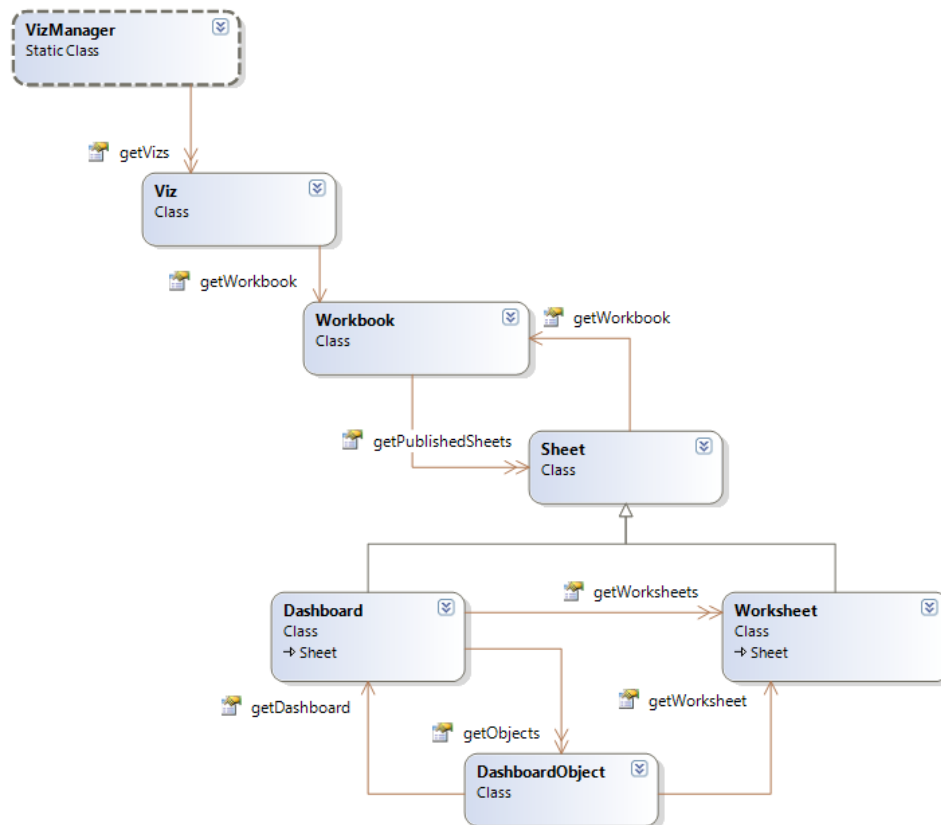 VizManager
Static Class
getVizs
Viz
Class
getWorkbook
Workbook
Class
getWorkbook
getPublishedSheets
Sheet
Class
Dashboard
Class
Sheet
getWorksheets
Worksheet
Class
Sheet
getDashboard
getWorksheet
getObjects
DashboardObject
Class